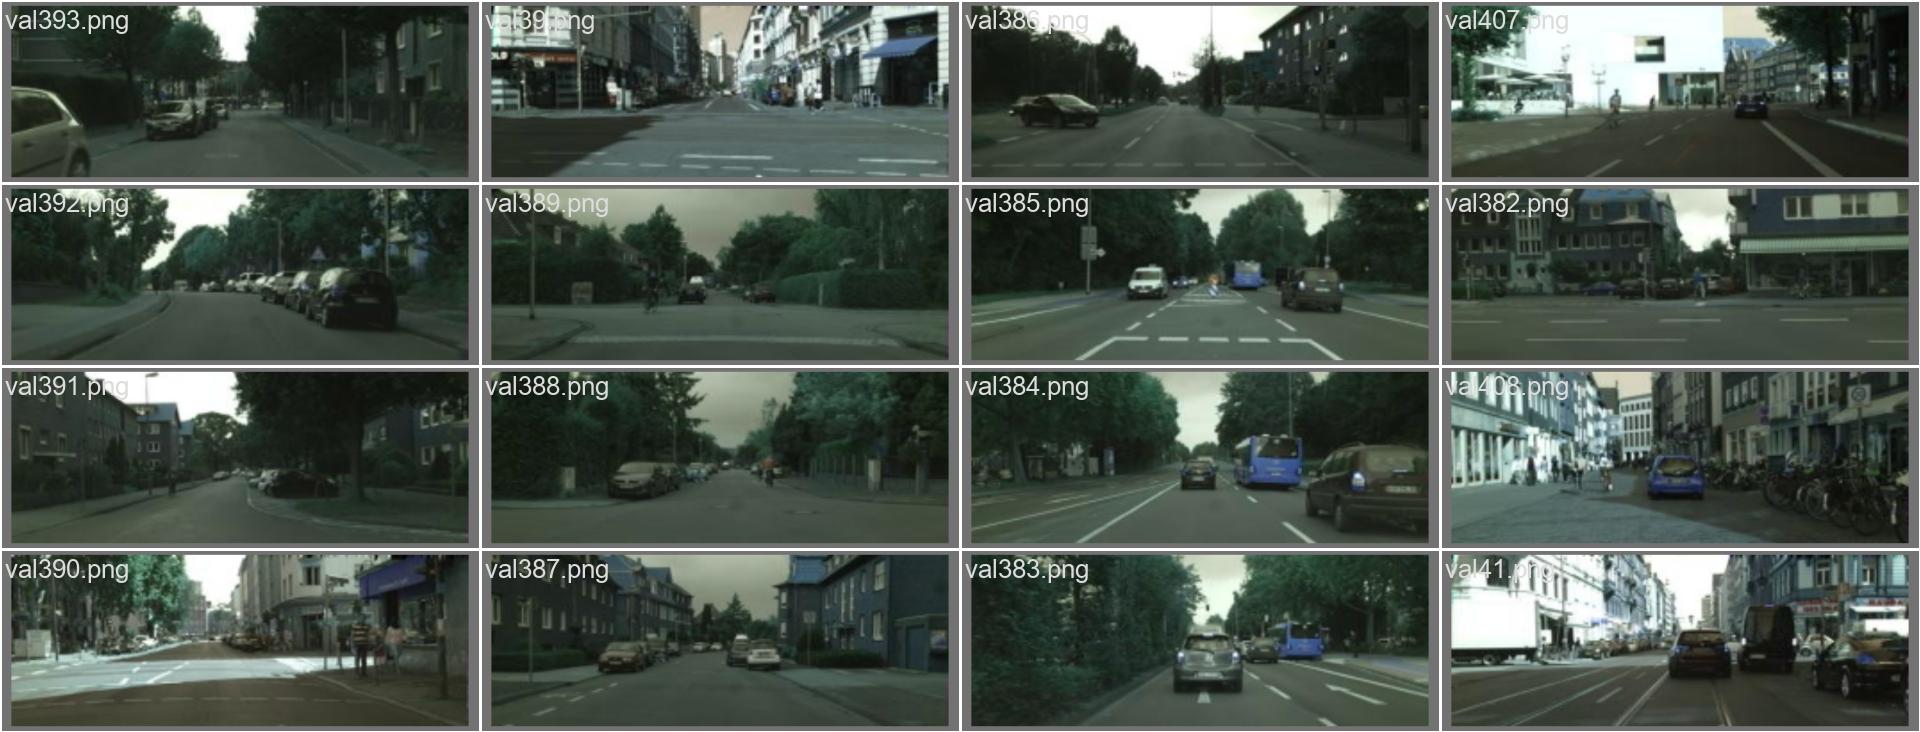 val393.png val39.png val386.png val407.png
val392.png val389.png val385.png val382.png
val391.png val388.png val384.png val408.png
val390.png val387.png val383.png val41.png